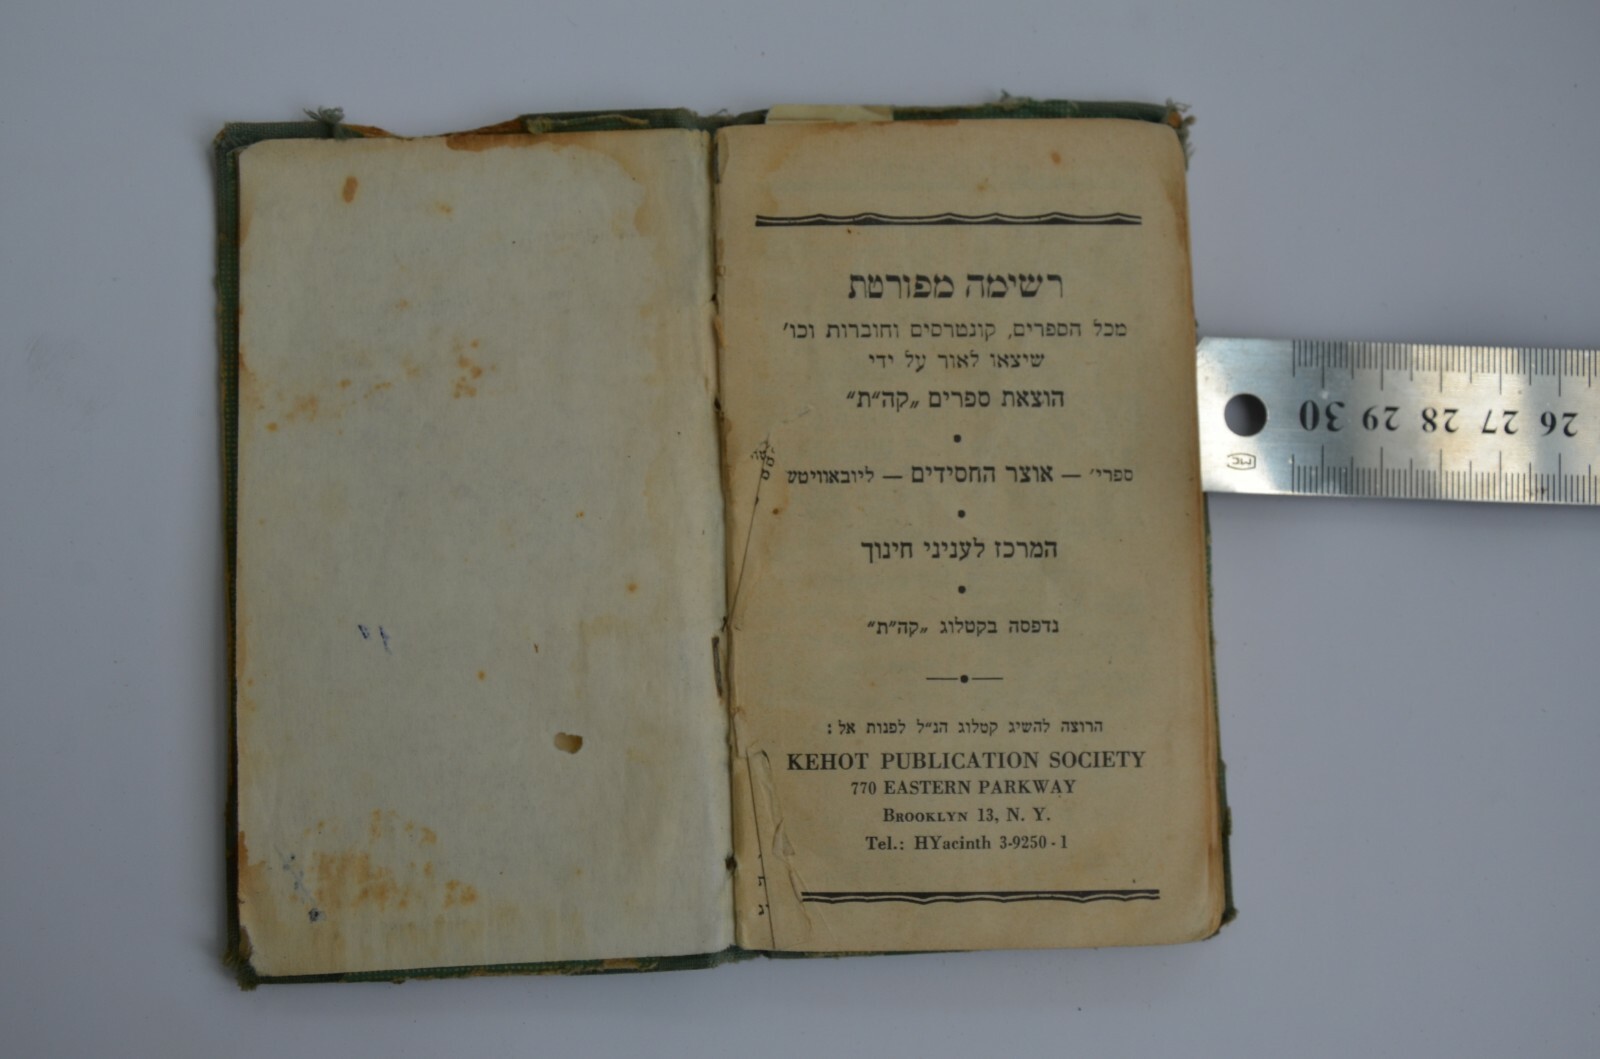 רשימה מפורטת
מכל הספרים, קונטרסים וחוברות וכו׳
שיצאו לאור על ידי
הוצאת ספרים „קה״ת״
ספרי׳ — אוצר החסידים — ליובאוויטש
המרכז לעניני חינוך
נדפסה בקטלוג „קה״ת״
הרוצה להשיג קטלוג הנ״ל לפנות אל:
KEHOT PUBLICATION SOCIETY
770 EASTERN PARKWAY
BROOKLYN 13, N. Y.
Tel.: HYacinth 3-9250 - 1
30 29 28 27 26